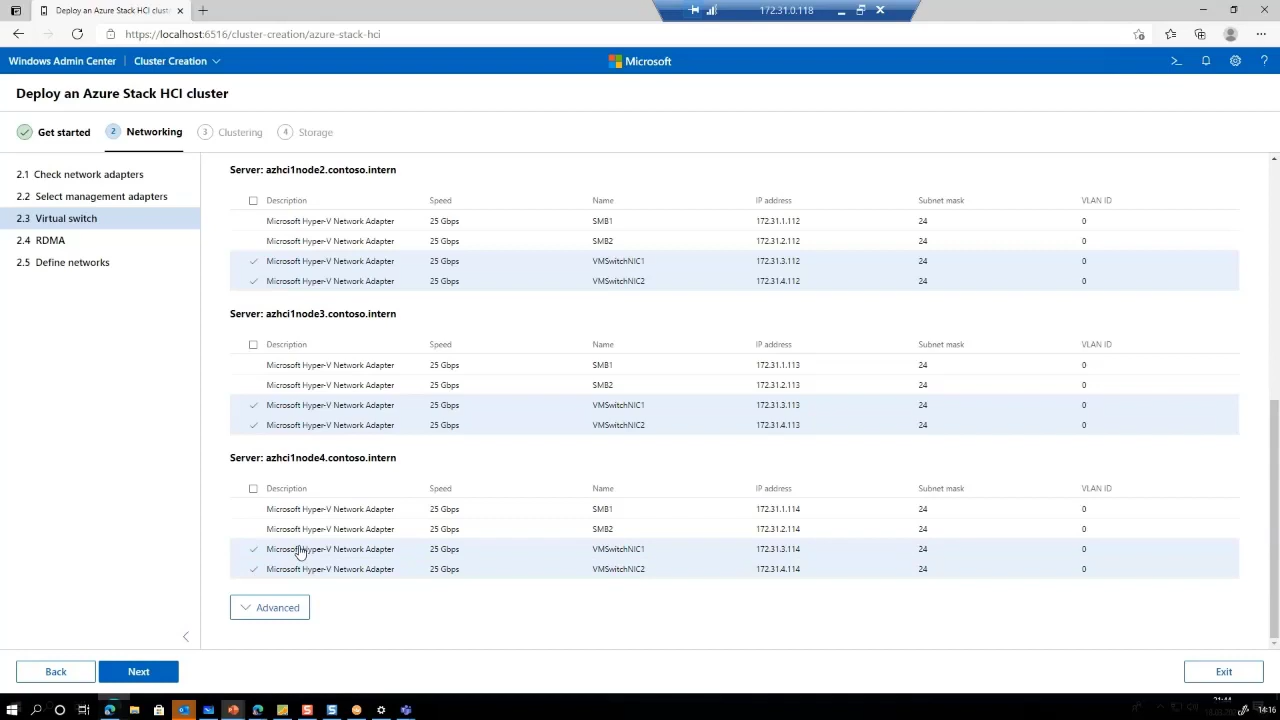 Deploy an Azure Stack HCI cluster
172.31.0.118
https://localhost:6516/cluster-creation/azure-stack-hci
Windows Admin Center | Cluster Creation
Microsoft
Deploy an Azure Stack HCI cluster
Get started
2 Networking
3 Clustering
4 Storage
2.1 Check network adapters
2.2 Select management adapters
2.3 Virtual switch
2.4 RDMA
2.5 Define networks
Server: azhci1node2.contoso.intern
Description Speed Name IP address Subnet mask VLAN ID
Microsoft Hyper-V Network Adapter 25 Gbps SMB1 172.31.1.112 24 0
Microsoft Hyper-V Network Adapter 25 Gbps SMB2 172.31.2.112 24 0
Microsoft Hyper-V Network Adapter 25 Gbps VMSwitchNIC1 172.31.3.112 24 0
Microsoft Hyper-V Network Adapter 25 Gbps VMSwitchNIC2 172.31.4.112 24 0
Server: azhci1node3.contoso.intern
Description Speed Name IP address Subnet mask VLAN ID
Microsoft Hyper-V Network Adapter 25 Gbps SMB1 172.31.1.113 24 0
Microsoft Hyper-V Network Adapter 25 Gbps SMB2 172.31.2.113 24 0
Microsoft Hyper-V Network Adapter 25 Gbps VMSwitchNIC1 172.31.3.113 24 0
Microsoft Hyper-V Network Adapter 25 Gbps VMSwitchNIC2 172.31.4.113 24 0
Server: azhci1node4.contoso.intern
Description Speed Name IP address Subnet mask VLAN ID
Microsoft Hyper-V Network Adapter 25 Gbps SMB1 172.31.1.114 24 0
Microsoft Hyper-V Network Adapter 25 Gbps SMB2 172.31.2.114 24 0
Microsoft Hyper-V Network Adapter 25 Gbps VMSwitchNIC1 172.31.3.114 24 0
Microsoft Hyper-V Network Adapter 25 Gbps VMSwitchNIC2 172.31.4.114 24 0
Advanced
Back
Next
Exit
14:16